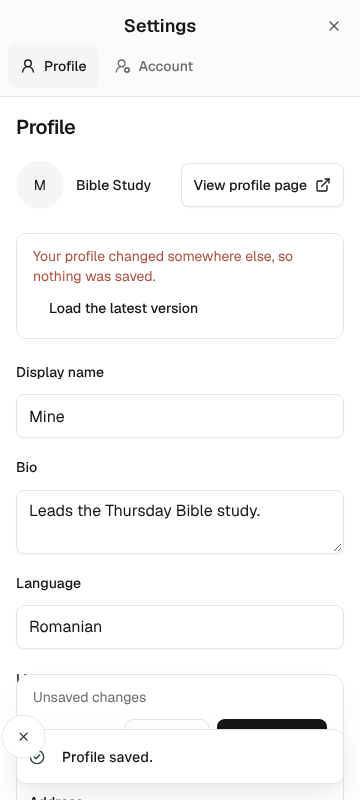 Settings
Profile
Account
Profile
M
Bible Study
View profile page
Your profile changed somewhere else, so
nothing was saved.
Load the latest version
Display name
Mine
Bio
Leads the Thursday Bible study.
Language
Romanian
Unsaved changes
Profile saved.
Address